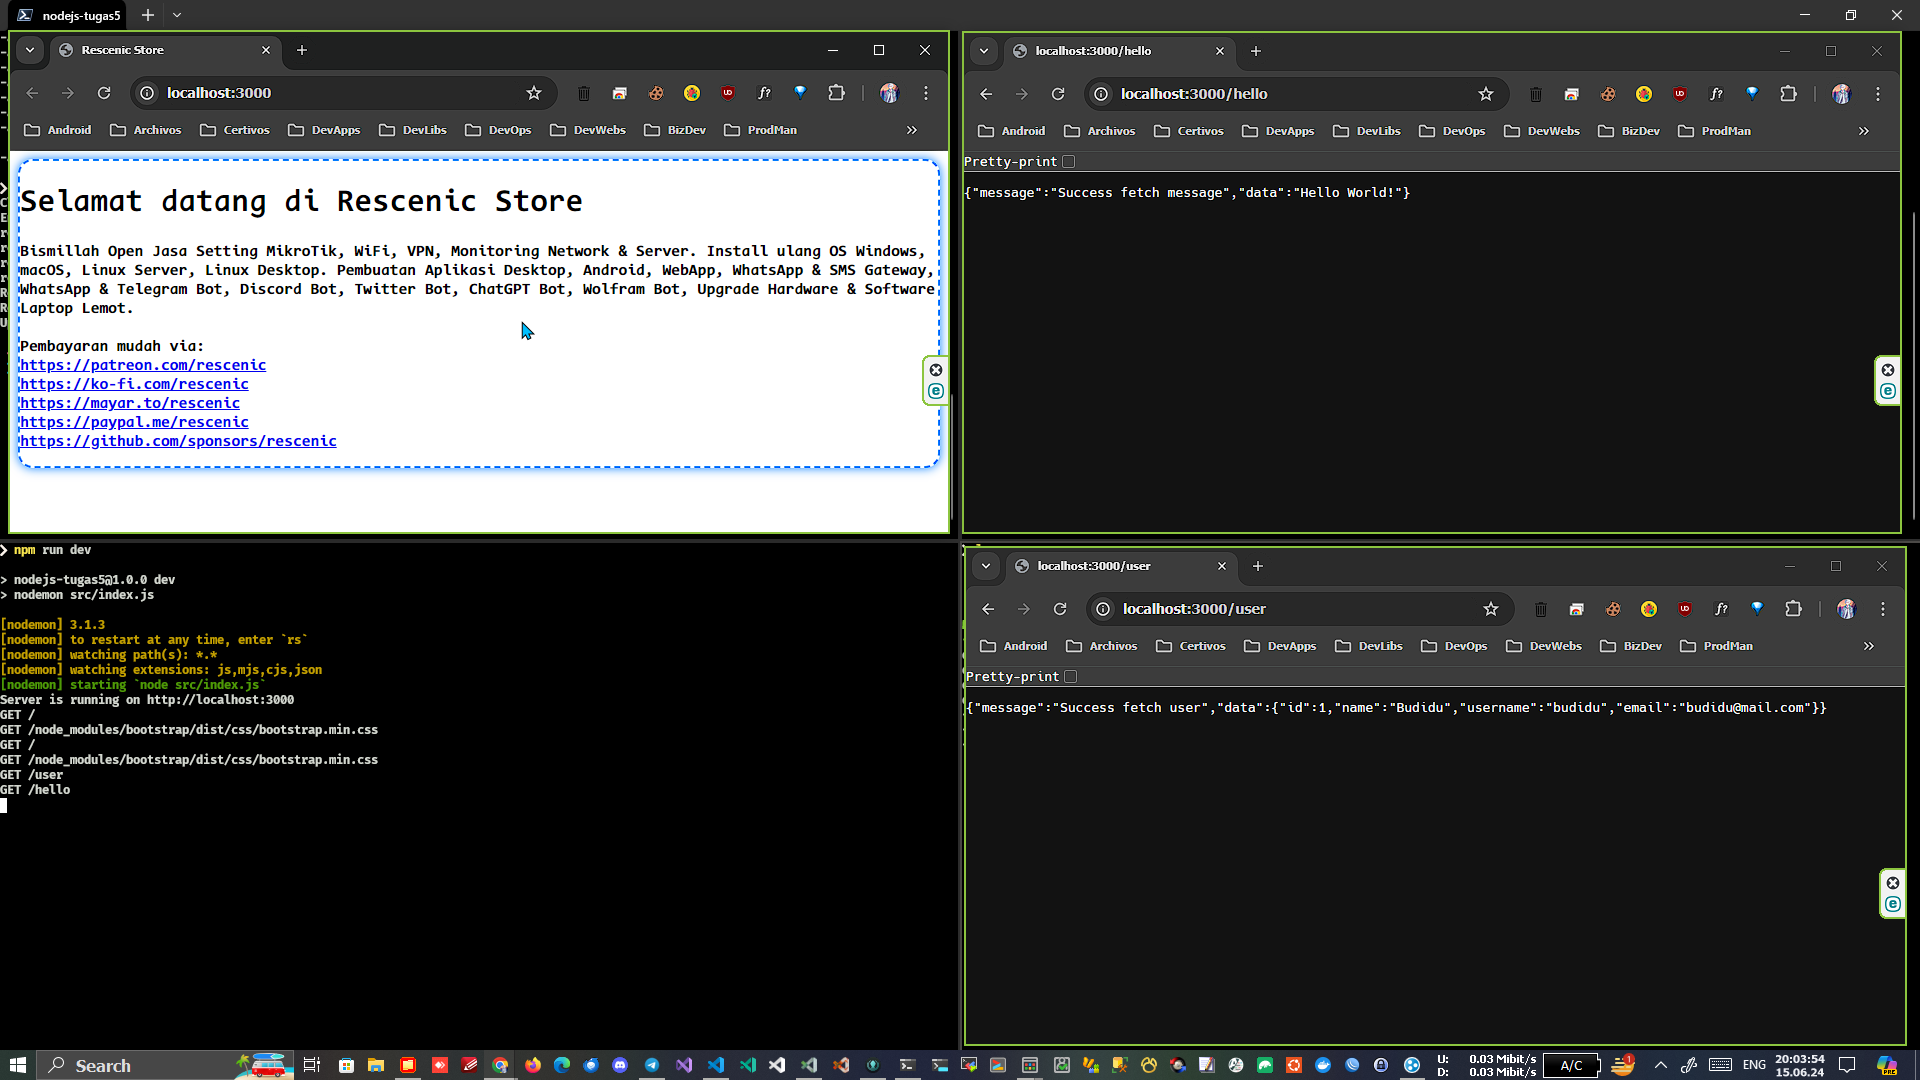 nodejs-tugas5
Rescenic Store
localhost:3000
Android Archivos Certivos DevApps DevLibs DevOps DevWebs BizDev ProdMan
Selamat datang di Rescenic Store
Bismillah Open Jasa Setting MikroTik, WiFi, VPN, Monitoring Network & Server. Install ulang OS Windows,
macOS, Linux Server, Linux Desktop. Pembuatan Aplikasi Desktop, Android, WebApp, WhatsApp & SMS Gateway,
WhatsApp & Telegram Bot, Discord Bot, Twitter Bot, ChatGPT Bot, Wolfram Bot, Upgrade Hardware & Software
Laptop Lemot.
Pembayaran mudah via:
https://patreon.com/rescenic
https://ko-fi.com/rescenic
https://mayar.to/rescenic
https://paypal.me/rescenic
https://github.com/sponsors/rescenic
localhost:3000/hello
localhost:3000/hello
Android Archivos Certivos DevApps DevLibs DevOps DevWebs BizDev ProdMan
Pretty-print
{"message":"Success fetch message","data":"Hello World!"}
❯ npm run dev
> nodejs-tugas5@1.0.0 dev
> nodemon src/index.js
[nodemon] 3.1.3
[nodemon] to restart at any time, enter `rs`
[nodemon] watching path(s): *.*
[nodemon] watching extensions: js,mjs,cjs,json
[nodemon] starting `node src/index.js`
Server is running on http://localhost:3000
GET /
GET /node_modules/bootstrap/dist/css/bootstrap.min.css
GET /
GET /node_modules/bootstrap/dist/css/bootstrap.min.css
GET /user
GET /hello
localhost:3000/user
localhost:3000/user
Android Archivos Certivos DevApps DevLibs DevOps DevWebs BizDev ProdMan
Pretty-print
{"message":"Success fetch user","data":{"id":1,"name":"Budidu","username":"budidu","email":"budidu@mail.com"}}
Search
U: 0.03 Mibit/s
D: 0.03 Mibit/s
A/C
ENG
20:03:54
15.06.24